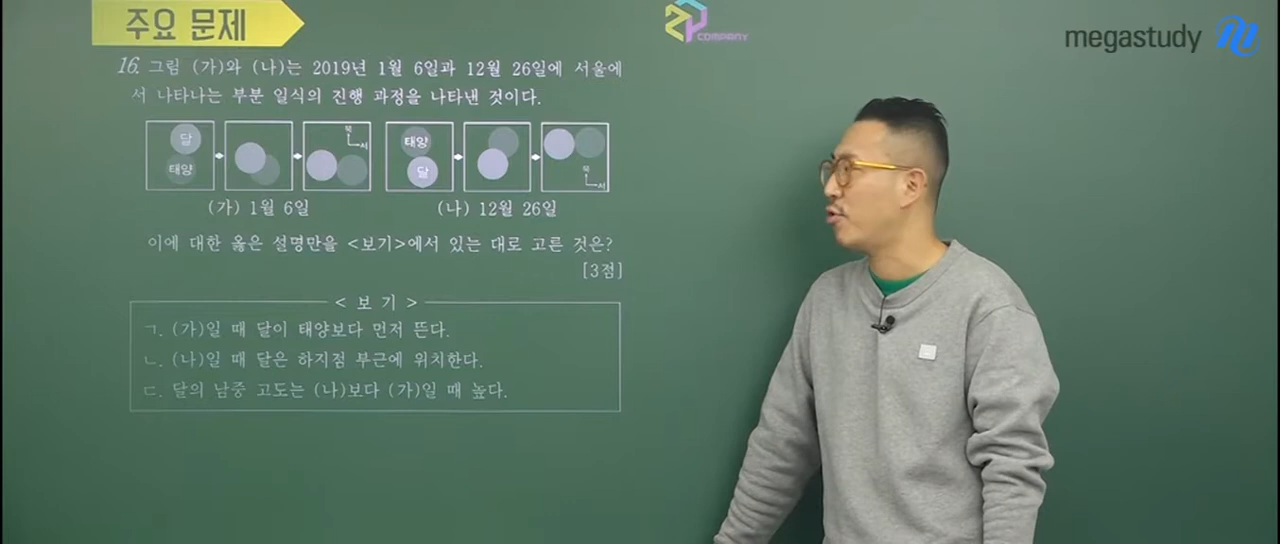 주요 문제
ZY COMPANY
megastudy
16. 그림 (가)와 (나)는 2019년 1월 6일과 12월 26일에 서울에
서 나타나는 부분 일식의 진행 과정을 나타낸 것이다.
달
태양
북
서
태양
달
북
서
(가) 1월 6일
(나) 12월 26일
이에 대한 옳은 설명만을 <보기>에서 있는 대로 고른 것은?
[3점]
< 보 기 >
ㄱ. (가)일 때 달이 태양보다 먼저 뜬다.
ㄴ. (나)일 때 달은 하지점 부근에 위치한다.
ㄷ. 달의 남중 고도는 (나)보다 (가)일 때 높다.